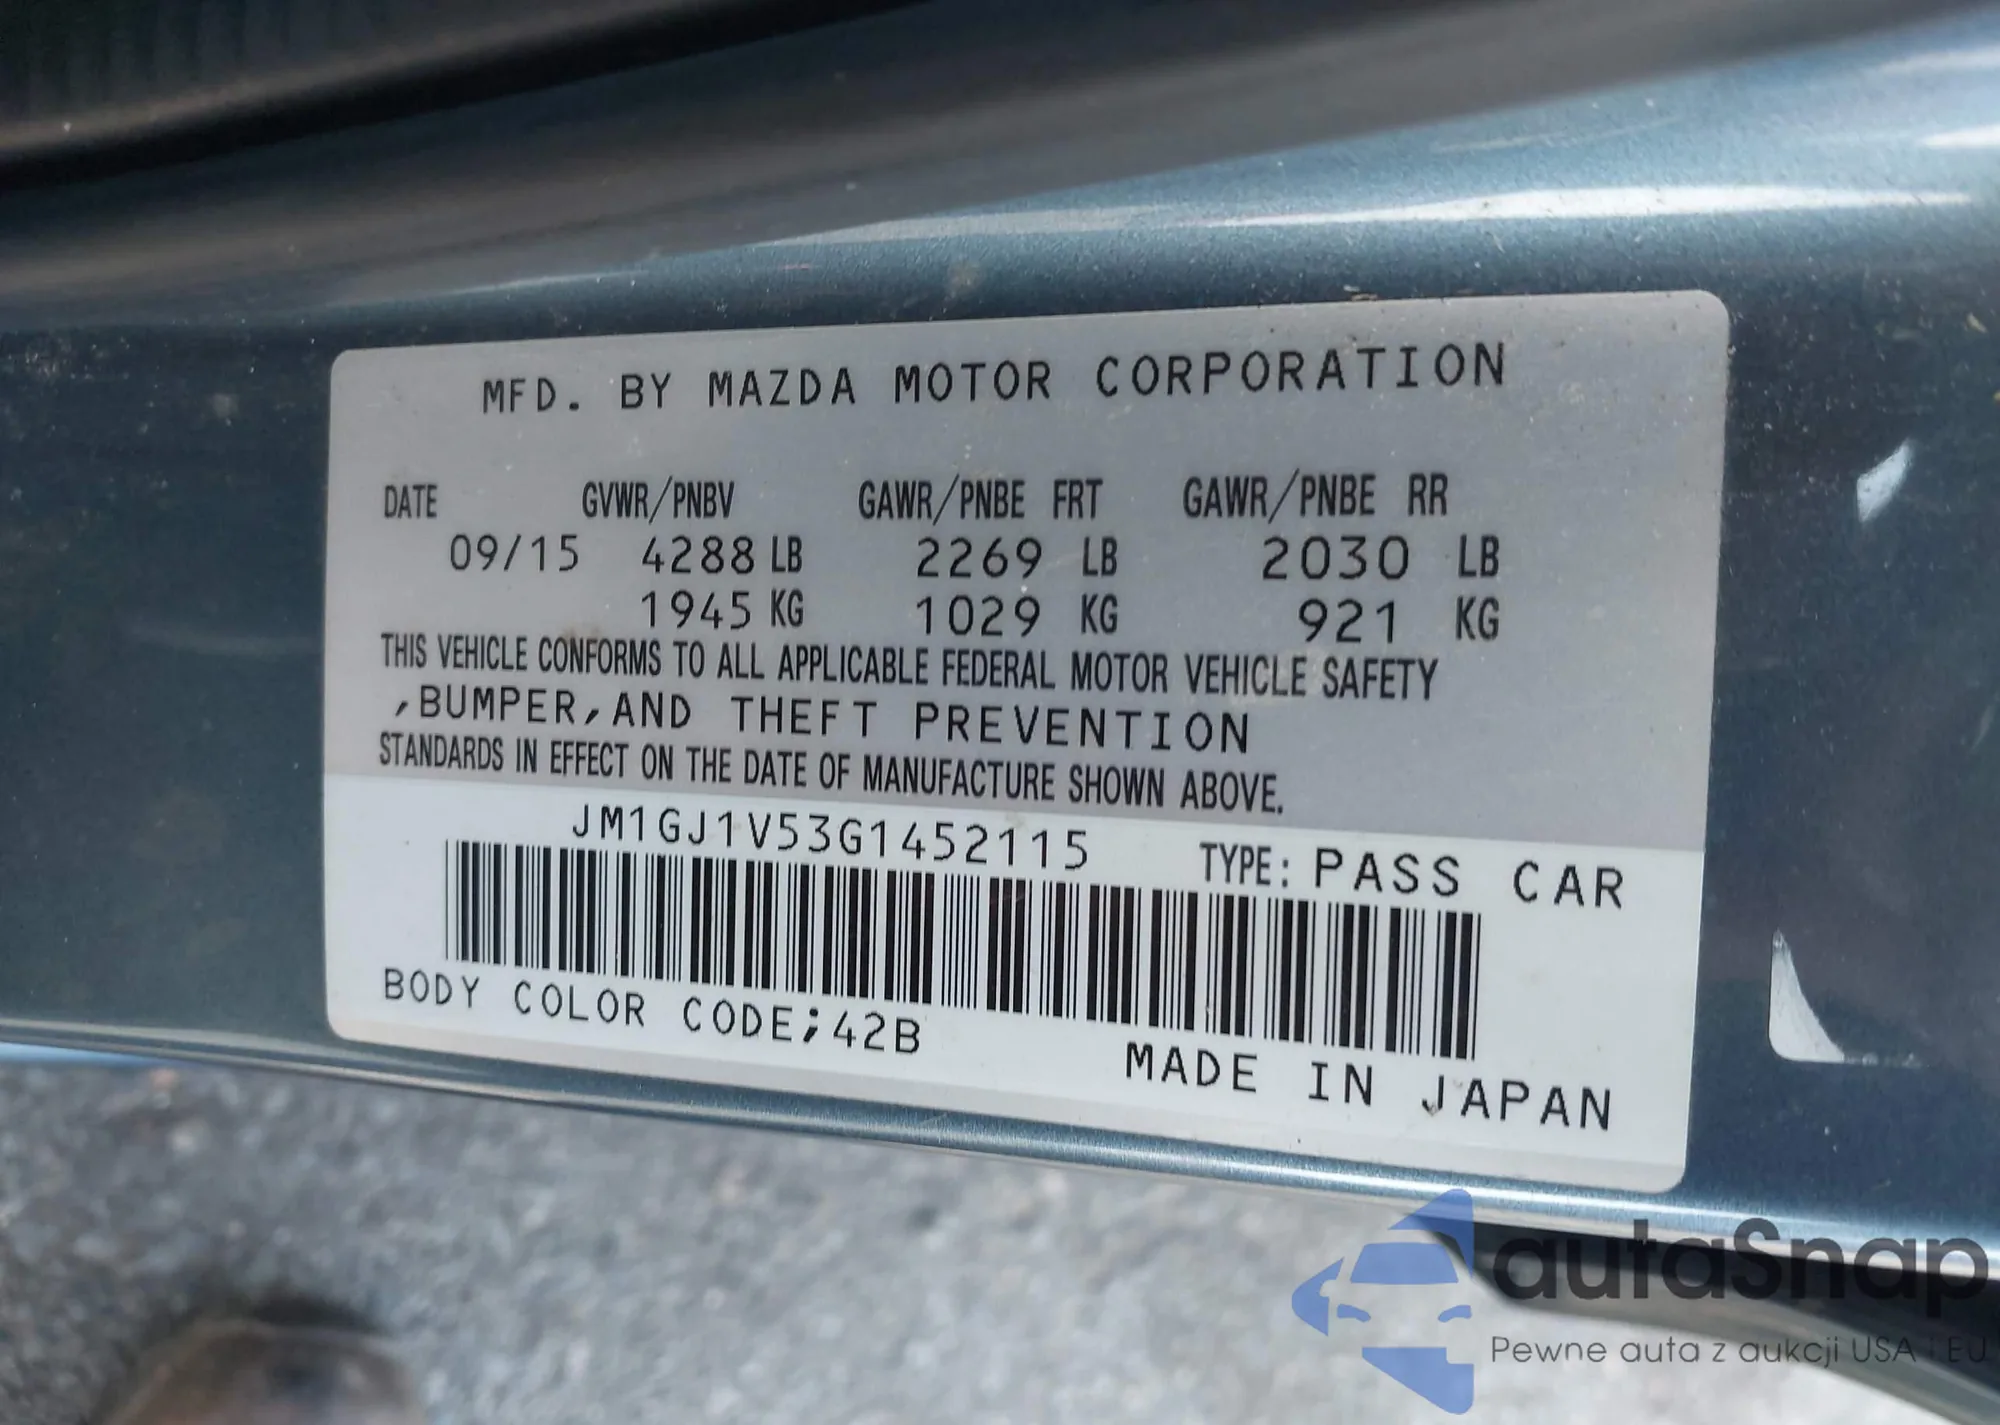 MFD. BY MAZDA MOTOR CORPORATION
DATE GVWR/PNBV GAWR/PNBE FRT GAWR/PNBE RR
09/15 4288 LB 2269 LB 2030 LB
1945 KG 1029 KG 921 KG
THIS VEHICLE CONFORMS TO ALL APPLICABLE FEDERAL MOTOR VEHICLE SAFETY
,BUMPER,AND THEFT PREVENTION
STANDARDS IN EFFECT ON THE DATE OF MANUFACTURE SHOWN ABOVE.
JM1GJ1V53G1452115 TYPE: PASS CAR
BODY COLOR CODE;42B
MADE IN JAPAN
autaSnap
Pewne auta z aukcji USA i EU